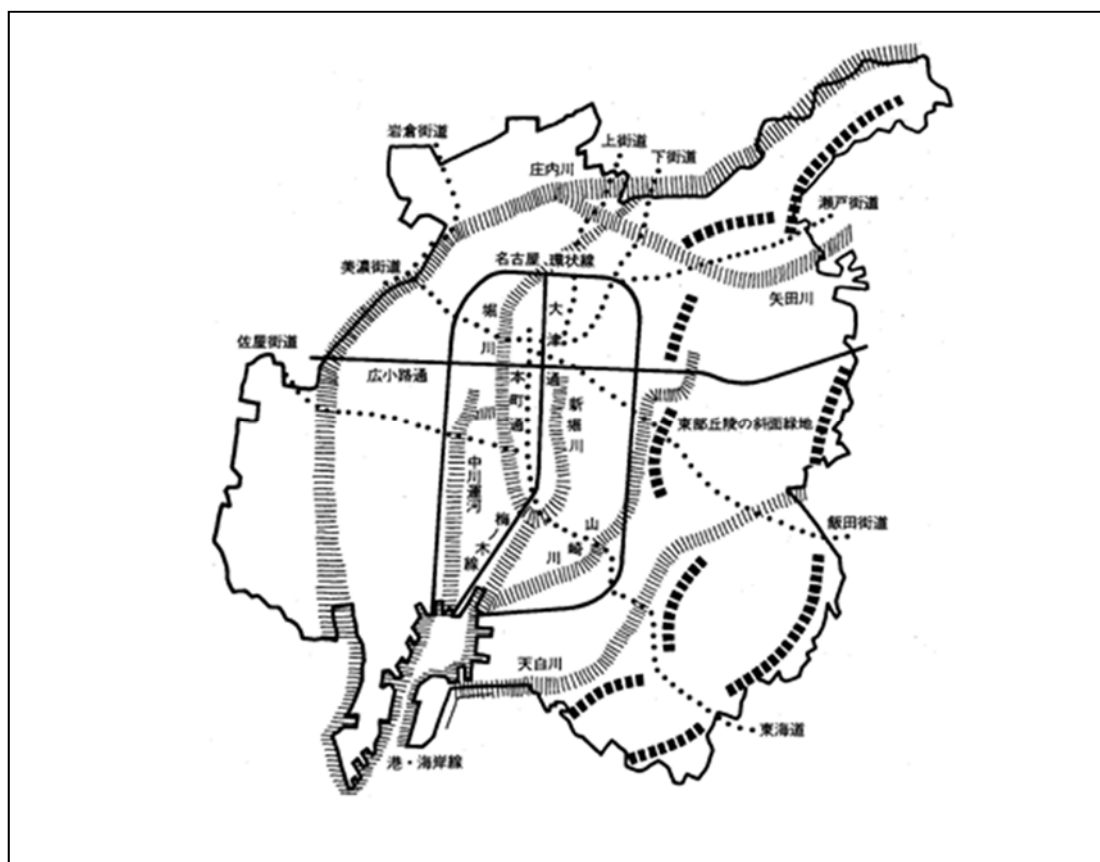 岩倉街道
上街道
下街道
庄内川
瀬戸街道
名古屋環状線
美濃街道
矢田川
堀川
大津通
佐屋街道
広小路通
本町通
新堀川
東部丘陵の斜面緑地
中川運河
梅ノ木線
山崎川
飯田街道
天白川
東海道
港・海岸線